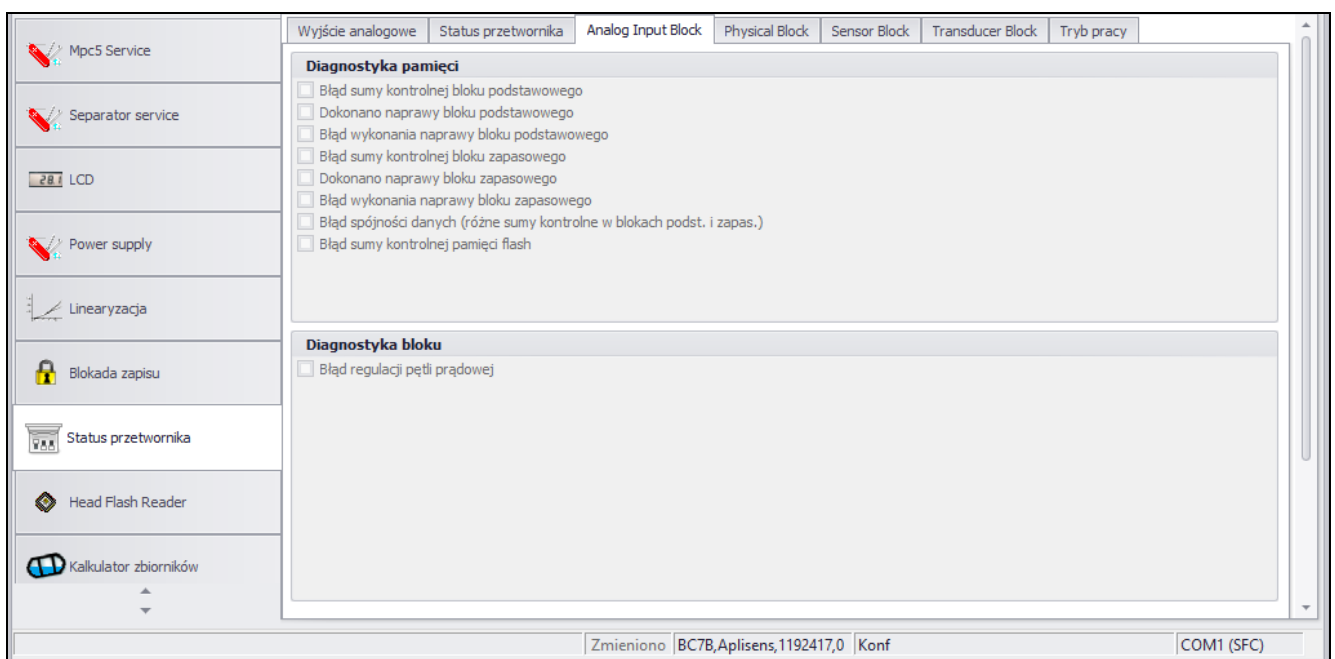 Mpc5 Service
Separator service
28.1 LCD
Power supply
Linearyzacja
Blokada zapisu
Status przetwornika
Head Flash Reader
Kalkulator zbiorników
Wyjście analogowe Status przetwornika Analog Input Block Physical Block Sensor Block Transducer Block Tryb pracy
Diagnostyka pamięci
Błąd sumy kontrolnej bloku podstawowego
Dokonano naprawy bloku podstawowego
Błąd wykonania naprawy bloku podstawowego
Błąd sumy kontrolnej bloku zapasowego
Dokonano naprawy bloku zapasowego
Błąd wykonania naprawy bloku zapasowego
Błąd spójności danych (różne sumy kontrolne w blokach podst. i zapas.)
Błąd sumy kontrolnej pamięci flash
Diagnostyka bloku
Błąd regulacji pętli prądowej
Zmieniono BC7B,Aplisens,1192417,0 Konf COM1 (SFC)